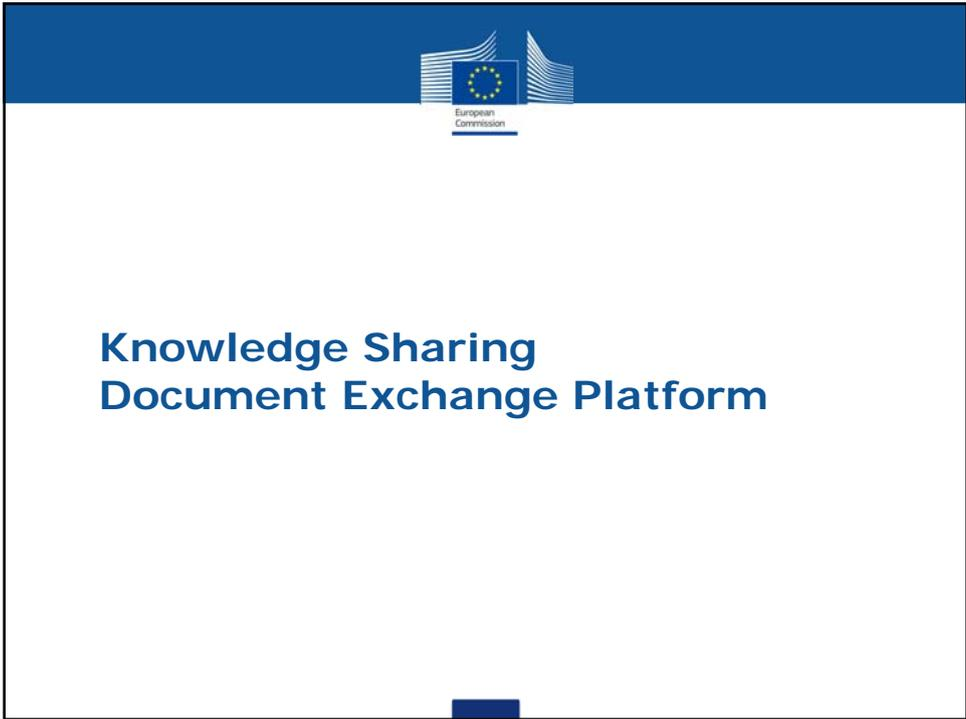 European
Commission
Knowledge Sharing
Document Exchange Platform